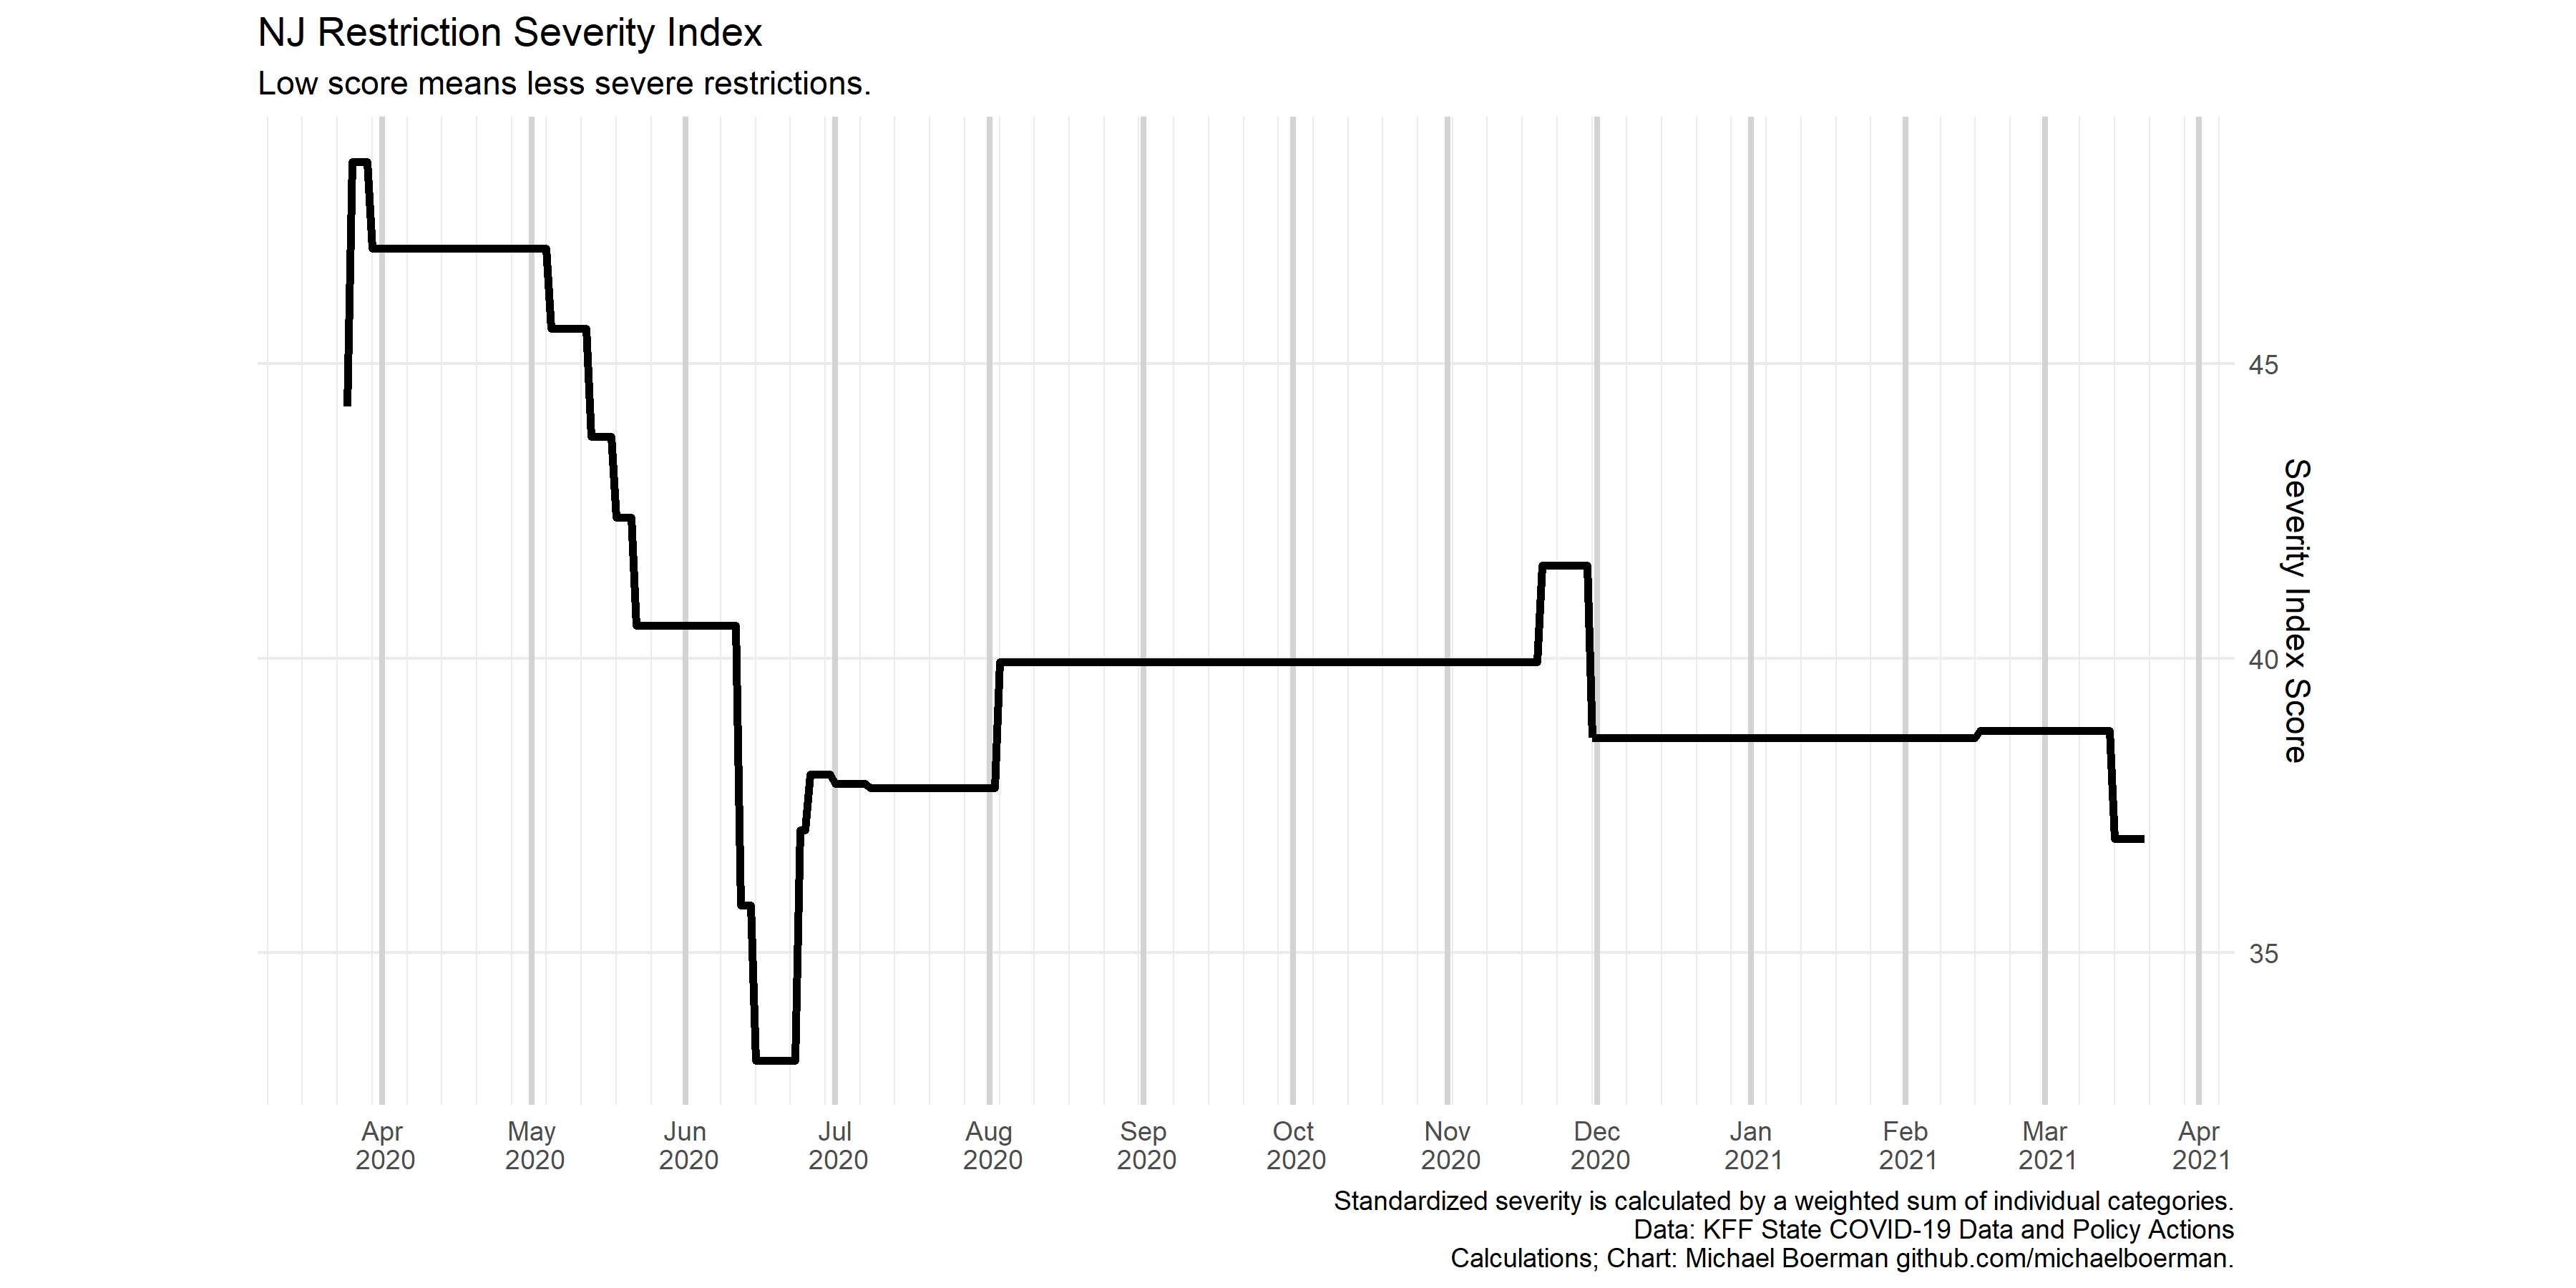 NJ Restriction Severity Index
Low score means less severe restrictions.
45
40
35
Severity Index Score
Apr
2020
May
2020
Jun
2020
Jul
2020
Aug
2020
Sep
2020
Oct
2020
Nov
2020
Dec
2020
Jan
2021
Feb
2021
Mar
2021
Apr
2021
Standardized severity is calculated by a weighted sum of individual categories.
Data: KFF State COVID-19 Data and Policy Actions
Calculations; Chart: Michael Boerman github.com/michaelboerman.